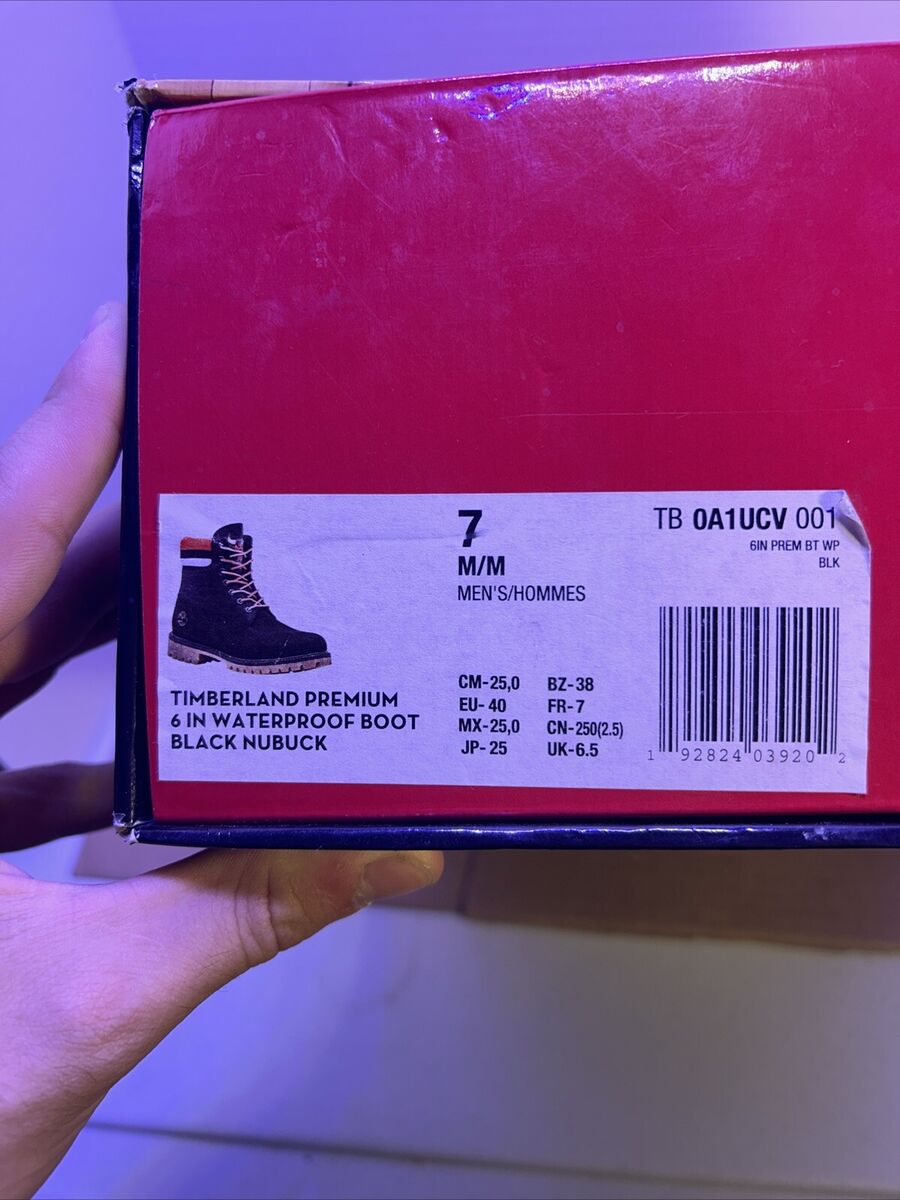 7
M/M
MEN'S/HOMMES
TB 0A1UCV 001
6IN PREM BT WP
BLK
CM-25,0 BZ-38
EU-40 FR-7
MX-25,0 CN-250(2.5)
JP-25 UK-6.5
TIMBERLAND PREMIUM
6 IN WATERPROOF BOOT
BLACK NUBUCK
1 92824 03920 2